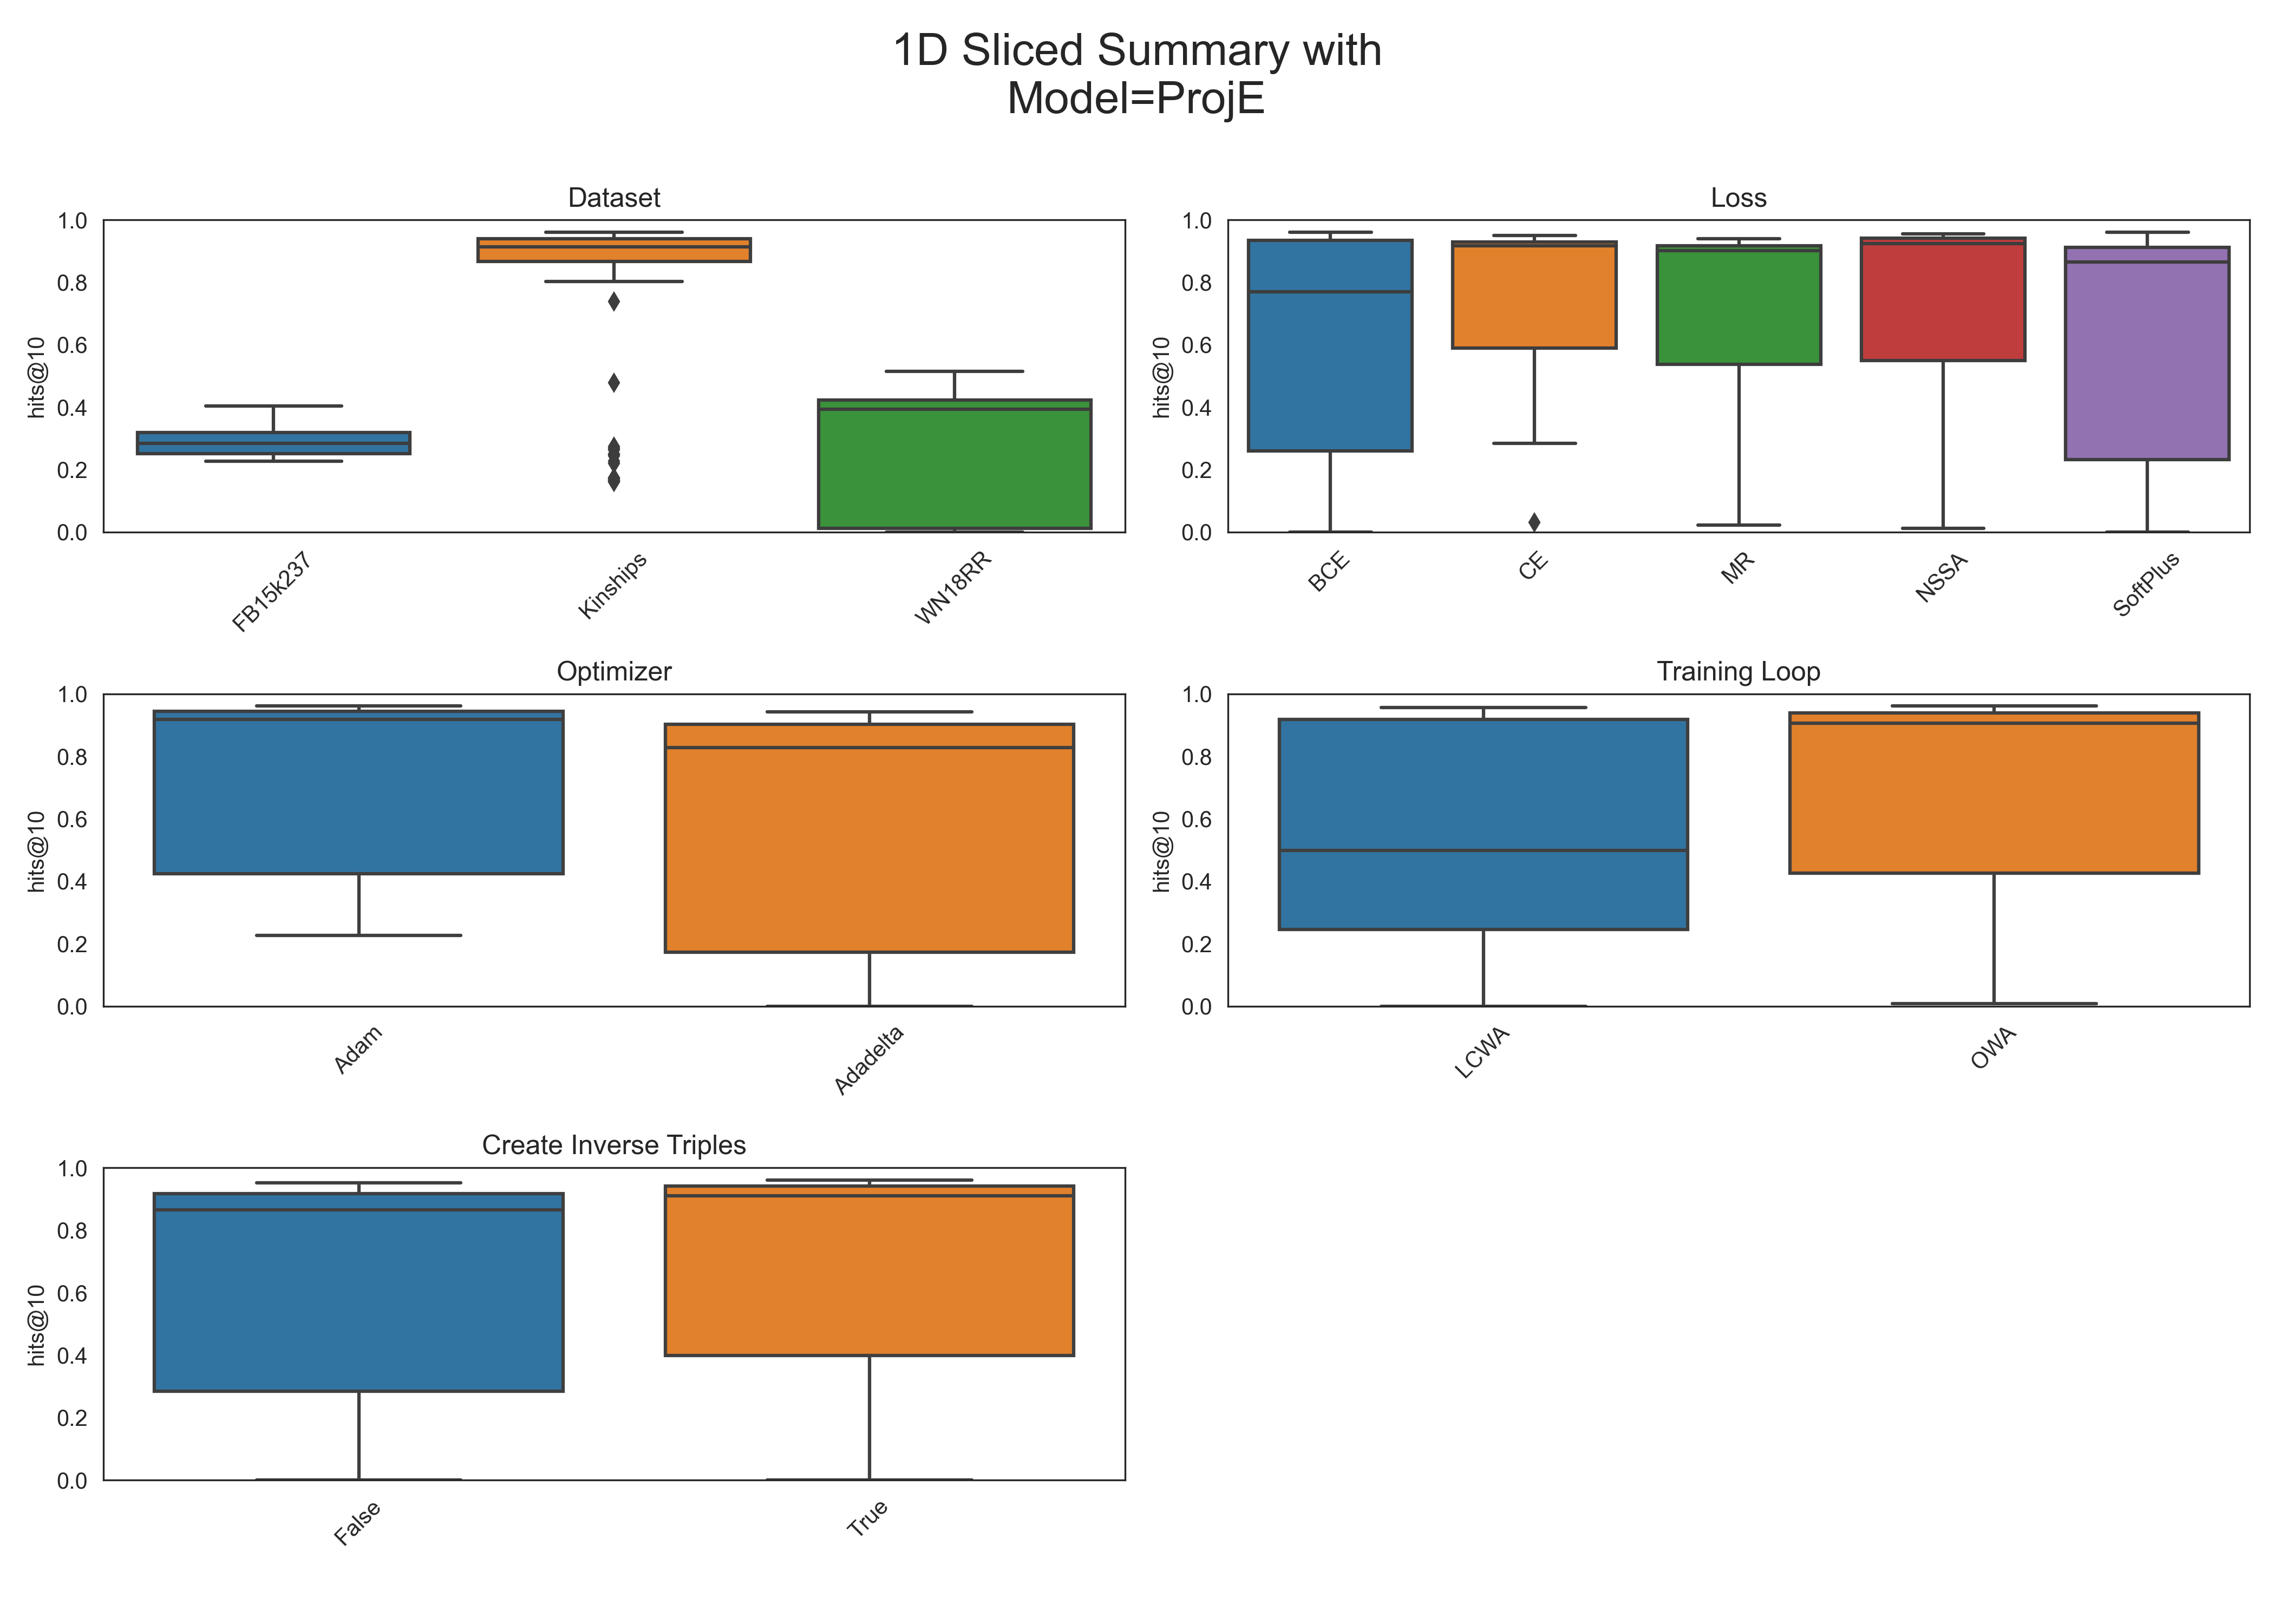 1D Sliced Summary with
Model=ProjE
Dataset
hits@10
1.0
0.8
0.6
0.4
0.2
0.0
FB15k237
Kinships
WN18RR
Loss
hits@10
1.0
0.8
0.6
0.4
0.2
0.0
BCE
CE
MR
NSSA
SoftPlus
Optimizer
hits@10
1.0
0.8
0.6
0.4
0.2
0.0
Adam
Adadelta
Training Loop
hits@10
1.0
0.8
0.6
0.4
0.2
0.0
LCWA
OWA
Create Inverse Triples
hits@10
1.0
0.8
0.6
0.4
0.2
0.0
False
True